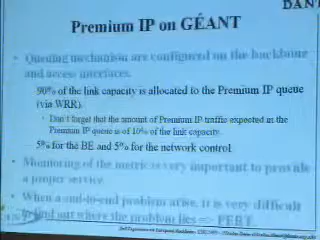 DAN
Premium IP on GÉANT
• Queuing mechanism are configured on the backbone
and access interfaces.
90% of the link capacity is allocated to the Premium IP queue
(via WRR).
• Don't forget that the amount of Premium IP traffic expected in the
Premium IP queue is of 10% of the link capacity.
5% for the BE and 5% for the network control
• Monitoring of the metric is very important to provide
a proper service.
• When a end-to-end problem arise, it is very difficult
to find out where the problem lies => PERT.